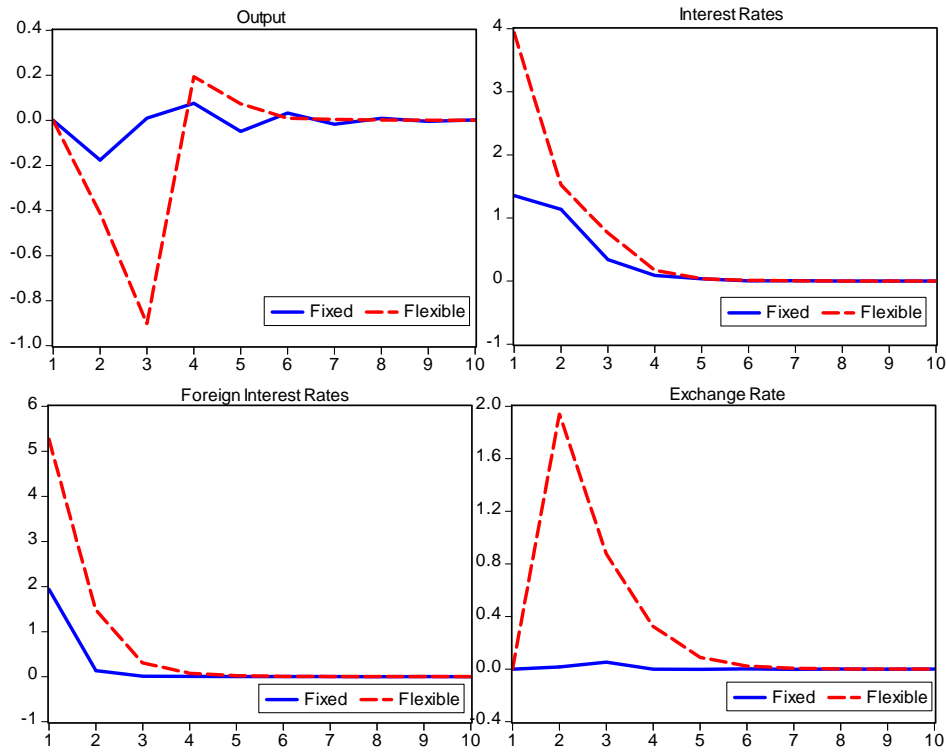 Output
0.4
0.2
0.0
-0.2
-0.4
-0.6
-0.8
-1.0
Fixed Flexible
1 2 3 4 5 6 7 8 9 10
Interest Rates
4
3
2
1
0
-1
Fixed Flexible
1 2 3 4 5 6 7 8 9 10
Foreign Interest Rates
6
5
4
3
2
1
0
-1
Fixed Flexible
1 2 3 4 5 6 7 8 9 10
Exchange Rate
2.0
1.6
1.2
0.8
0.4
0.0
-0.4
Fixed Flexible
1 2 3 4 5 6 7 8 9 10